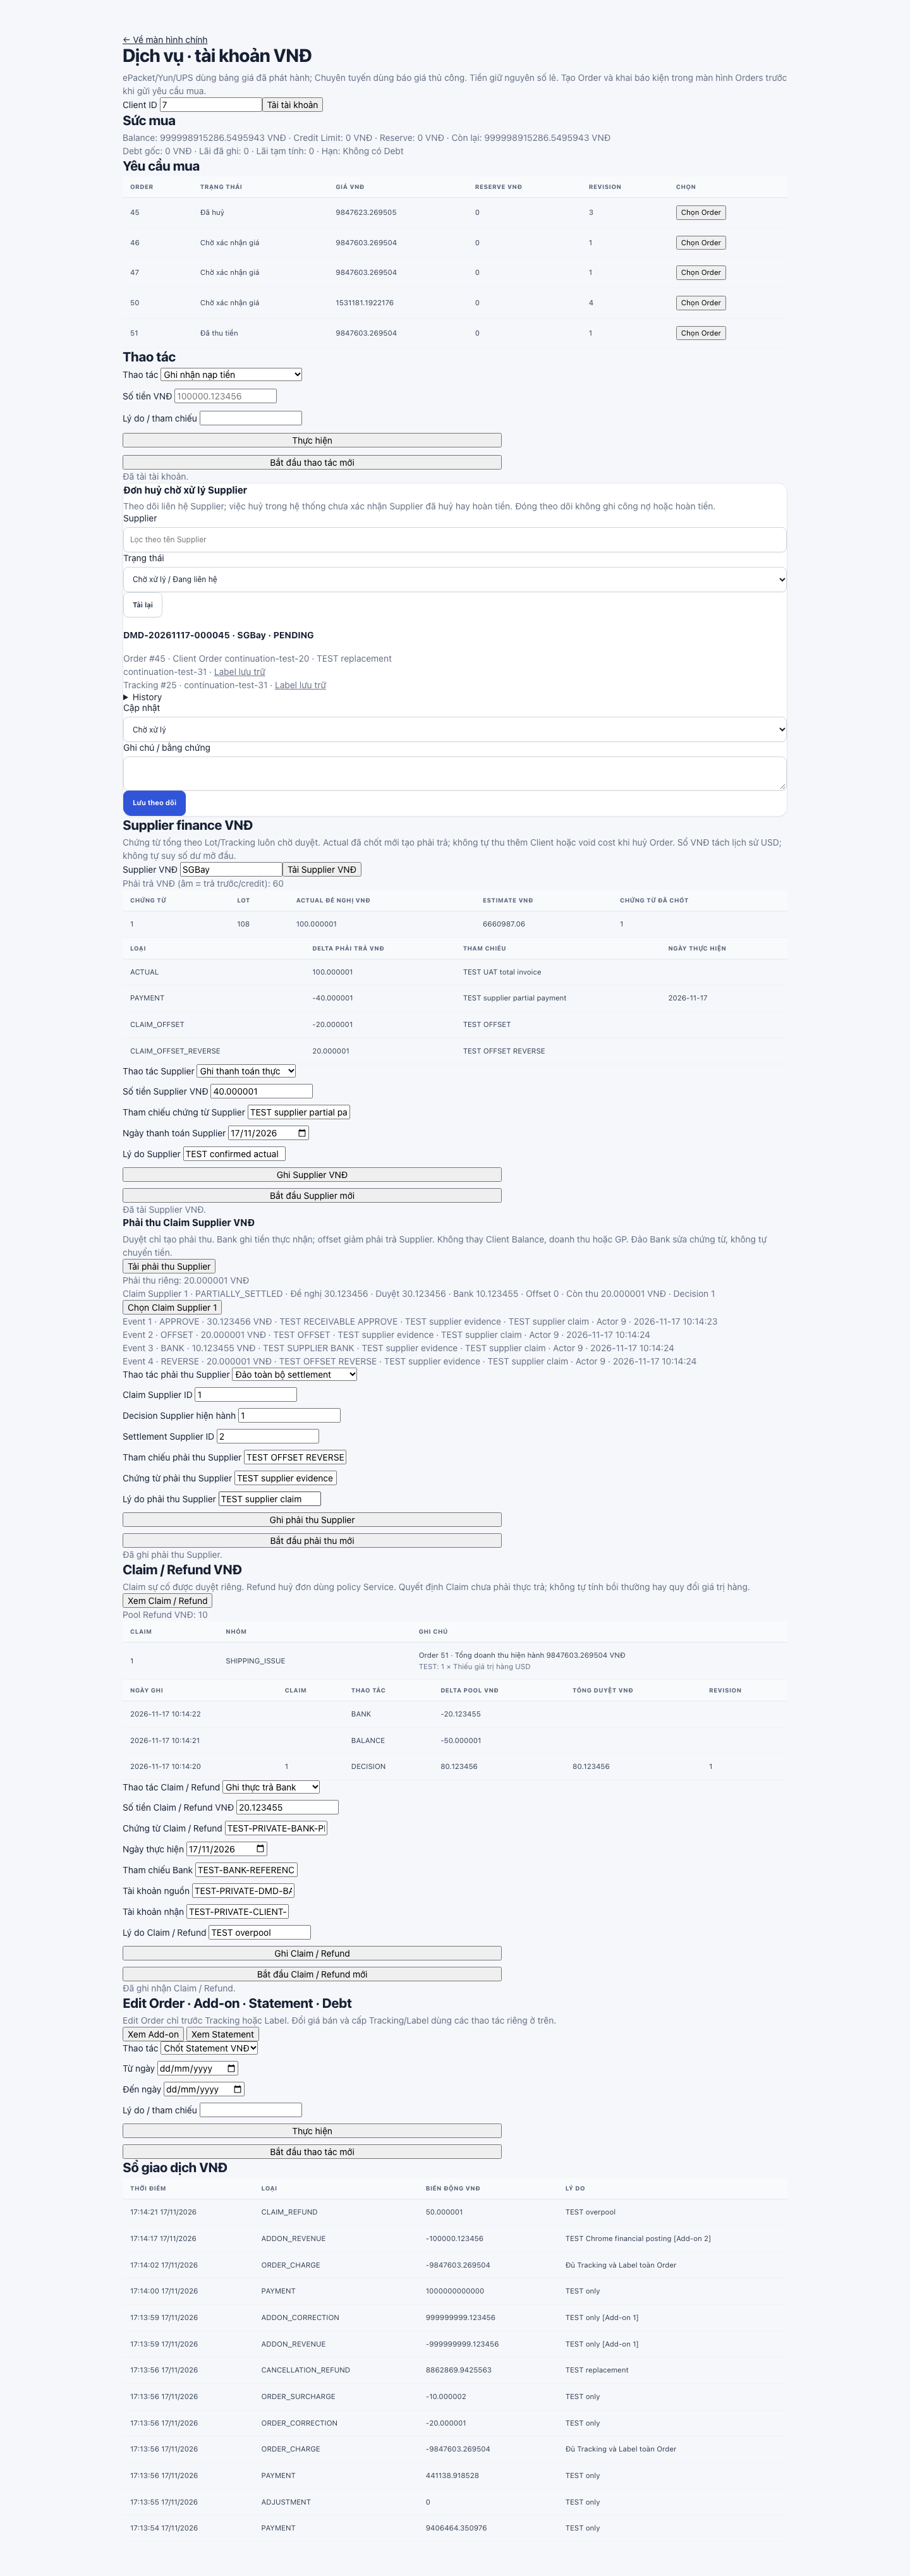 ← Về màn hình chính
Dịch vụ · tài khoản VNĐ
ePacket/Yun/UPS dùng bảng giá đã phát hành; Chuyên tuyến dùng báo giá thủ công. Tiền giữ nguyên số lẻ. Tạo Order và khai báo kiện trong màn hình Orders trước
khi gửi yêu cầu mua.
Client ID 7 Tải tài khoản
Sức mua
Balance: 999998915286.5495943 VNĐ · Credit Limit: 0 VNĐ · Reserve: 0 VNĐ · Còn lại: 999998915286.5495943 VNĐ
Debt gốc: 0 VNĐ · Lãi đã ghi: 0 · Lãi tạm tính: 0 · Hạn: Không có Debt
Yêu cầu mua
ORDER TRẠNG THÁI GIÁ VNĐ RESERVE VNĐ REVISION CHỌN
45 Đã huỷ 9847623.269505 0 3 Chọn Order
46 Chờ xác nhận giá 9847603.269504 0 1 Chọn Order
47 Chờ xác nhận giá 9847603.269504 0 1 Chọn Order
50 Chờ xác nhận giá 1531181.1922176 0 4 Chọn Order
51 Đã thu tiền 9847603.269504 0 1 Chọn Order
Thao tác
Thao tác Ghi nhận nạp tiền
Số tiền VNĐ 100000.123456
Lý do / tham chiếu
Thực hiện
Bắt đầu thao tác mới
Đã tải tài khoản.
Đơn huỷ chờ xử lý Supplier
Theo dõi liên hệ Supplier; việc huỷ trong hệ thống chưa xác nhận Supplier đã huỷ hay hoàn tiền. Đóng theo dõi không ghi công nợ hoặc hoàn tiền.
Supplier
Lọc theo tên Supplier
Trạng thái
Chờ xử lý / Đang liên hệ
Tải lại
DMD-20261117-000045 · SGBay · PENDING
Order #45 · Client Order continuation-test-20 · TEST replacement
continuation-test-31 · Label lưu trữ
Tracking #25 · continuation-test-31 · Label lưu trữ
▶ History
Cập nhật
Chờ xử lý
Ghi chú / bằng chứng
Lưu theo dõi
Supplier finance VNĐ
Chứng từ tổng theo Lot/Tracking luôn chờ duyệt. Actual đã chốt mới tạo phải trả; không tự thu thêm Client hoặc void cost khi huỷ Order. Sổ VNĐ tách lịch sử USD;
không tự suy số dư mở đầu.
Supplier VNĐ SGBay Tải Supplier VNĐ
Phải trả VNĐ (âm = trả trước/credit): 60
CHỨNG TỪ LOT ACTUAL ĐỀ NGHỊ VNĐ ESTIMATE VNĐ CHỨNG TỪ ĐÃ CHỐT
1 108 100.000001 6660987.06 1
LOẠI DELTA PHẢI TRẢ VNĐ THAM CHIẾU NGÀY THỰC HIỆN
ACTUAL 100.000001 TEST UAT total invoice
PAYMENT -40.000001 TEST supplier partial payment 2026-11-17
CLAIM_OFFSET -20.000001 TEST OFFSET
CLAIM_OFFSET_REVERSE 20.000001 TEST OFFSET REVERSE
Thao tác Supplier Ghi thanh toán thực
Số tiền Supplier VNĐ 40.000001
Tham chiếu chứng từ Supplier TEST supplier partial pa
Ngày thanh toán Supplier 17/11/2026
Lý do Supplier TEST confirmed actual
Ghi Supplier VNĐ
Bắt đầu Supplier mới
Đã tải Supplier VNĐ.
Phải thu Claim Supplier VNĐ
Duyệt chỉ tạo phải thu. Bank ghi tiền thực nhận; offset giảm phải trả Supplier. Không thay Client Balance, doanh thu hoặc GP. Đảo Bank sửa chứng từ, không tự
chuyển tiền.
Tải phải thu Supplier
Phải thu riêng: 20.000001 VNĐ
Claim Supplier 1 · PARTIALLY_SETTLED · Đề nghị 30.123456 · Duyệt 30.123456 · Bank 10.123455 · Offset 0 · Còn thu 20.000001 VNĐ · Decision 1
Chọn Claim Supplier 1
Event 1 · APPROVE · 30.123456 VNĐ · TEST RECEIVABLE APPROVE · TEST supplier evidence · TEST supplier claim · Actor 9 · 2026-11-17 10:14:23
Event 2 · OFFSET · 20.000001 VNĐ · TEST OFFSET · TEST supplier evidence · TEST supplier claim · Actor 9 · 2026-11-17 10:14:24
Event 3 · BANK · 10.123455 VNĐ · TEST SUPPLIER BANK · TEST supplier evidence · TEST supplier claim · Actor 9 · 2026-11-17 10:14:24
Event 4 · REVERSE · 20.000001 VNĐ · TEST OFFSET REVERSE · TEST supplier evidence · TEST supplier claim · Actor 9 · 2026-11-17 10:14:24
Thao tác phải thu Supplier Đảo toàn bộ settlement
Claim Supplier ID 1
Decision Supplier hiện hành 1
Settlement Supplier ID 2
Tham chiếu phải thu Supplier TEST OFFSET REVERSE
Chứng từ phải thu Supplier TEST supplier evidence
Lý do phải thu Supplier TEST supplier claim
Ghi phải thu Supplier
Bắt đầu phải thu mới
Đã ghi phải thu Supplier.
Claim / Refund VNĐ
Claim sự cố được duyệt riêng. Refund huỷ đơn dùng policy Service. Quyết định Claim chưa phải thực trả; không tự tính bồi thường hay quy đổi giá trị hàng.
Xem Claim / Refund
Pool Refund VNĐ: 10
CLAIM NHÓM GHI CHÚ
1 SHIPPING_ISSUE Order 51 · Tổng doanh thu hiện hành 9847603.269504 VNĐ
TEST: 1 × Thiếu giá trị hàng USD
NGÀY GHI CLAIM THAO TÁC DELTA POOL VNĐ TỔNG DUYỆT VNĐ REVISION
2026-11-17 10:14:22 BANK -20.123455
2026-11-17 10:14:21 BALANCE -50.000001
2026-11-17 10:14:20 1 DECISION 80.123456 80.123456 1
Thao tác Claim / Refund Ghi thực trả Bank
Số tiền Claim / Refund VNĐ 20.123455
Chứng từ Claim / Refund TEST-PRIVATE-BANK-P
Ngày thực hiện 17/11/2026
Tham chiếu Bank TEST-BANK-REFERENC
Tài khoản nguồn TEST-PRIVATE-DMD-BA
Tài khoản nhận TEST-PRIVATE-CLIENT-
Lý do Claim / Refund TEST overpool
Ghi Claim / Refund
Bắt đầu Claim / Refund mới
Đã ghi nhận Claim / Refund.
Edit Order · Add-on · Statement · Debt
Edit Order chỉ trước Tracking hoặc Label. Đổi giá bán và cấp Tracking/Label dùng các thao tác riêng ở trên.
Xem Add-on Xem Statement
Thao tác Chốt Statement VNĐ
Từ ngày dd/mm/yyyy
Đến ngày dd/mm/yyyy
Lý do / tham chiếu
Thực hiện
Bắt đầu thao tác mới
Sổ giao dịch VNĐ
THỜI ĐIỂM LOẠI BIẾN ĐỘNG VNĐ LÝ DO
17:14:21 17/11/2026 CLAIM_REFUND 50.000001 TEST overpool
17:14:17 17/11/2026 ADDON_REVENUE -100000.123456 TEST Chrome financial posting [Add-on 2]
17:14:02 17/11/2026 ORDER_CHARGE -9847603.269504 Đủ Tracking và Label toàn Order
17:14:00 17/11/2026 PAYMENT 1000000000000 TEST only
17:13:59 17/11/2026 ADDON_CORRECTION 999999999.123456 TEST only [Add-on 1]
17:13:59 17/11/2026 ADDON_REVENUE -999999999.123456 TEST only [Add-on 1]
17:13:56 17/11/2026 CANCELLATION_REFUND 8862869.9425563 TEST replacement
17:13:56 17/11/2026 ORDER_SURCHARGE -10.000002 TEST only
17:13:56 17/11/2026 ORDER_CORRECTION -20.000001 TEST only
17:13:56 17/11/2026 ORDER_CHARGE -9847603.269504 Đủ Tracking và Label toàn Order
17:13:56 17/11/2026 PAYMENT 441138.918528 TEST only
17:13:55 17/11/2026 ADJUSTMENT 0 TEST only
17:13:54 17/11/2026 PAYMENT 9406464.350976 TEST only